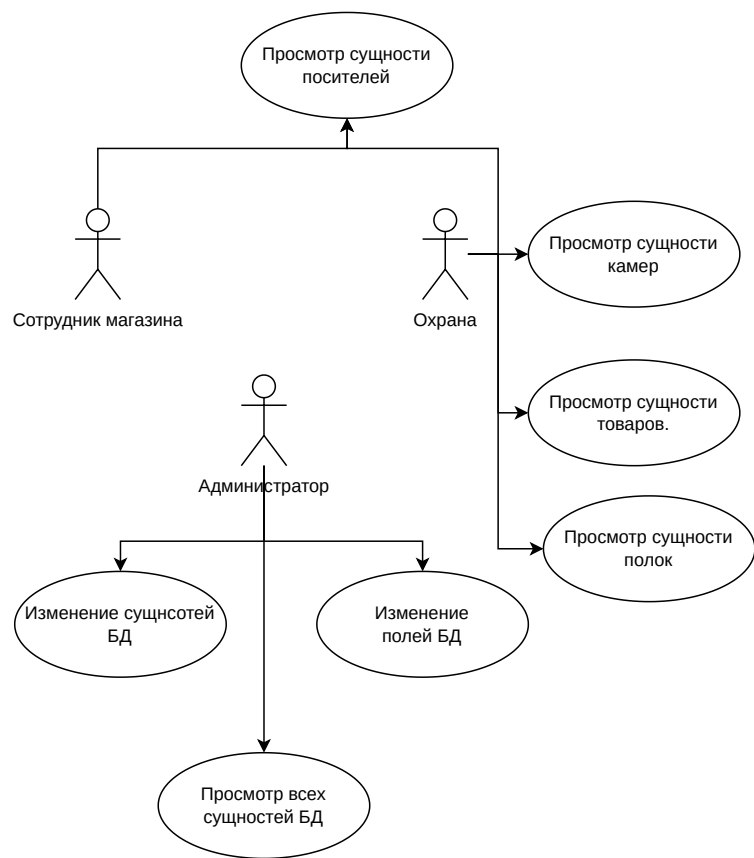 Просмотр сущности
посителей
Просмотр сущности
камер
Сотрудник магазина
Охрана
Просмотр сущности
товаров.
Администратор
Просмотр сущности
полок
Изменение сущнсотей
БД
Изменение
полей БД
Просмотр всех
сущностей БД